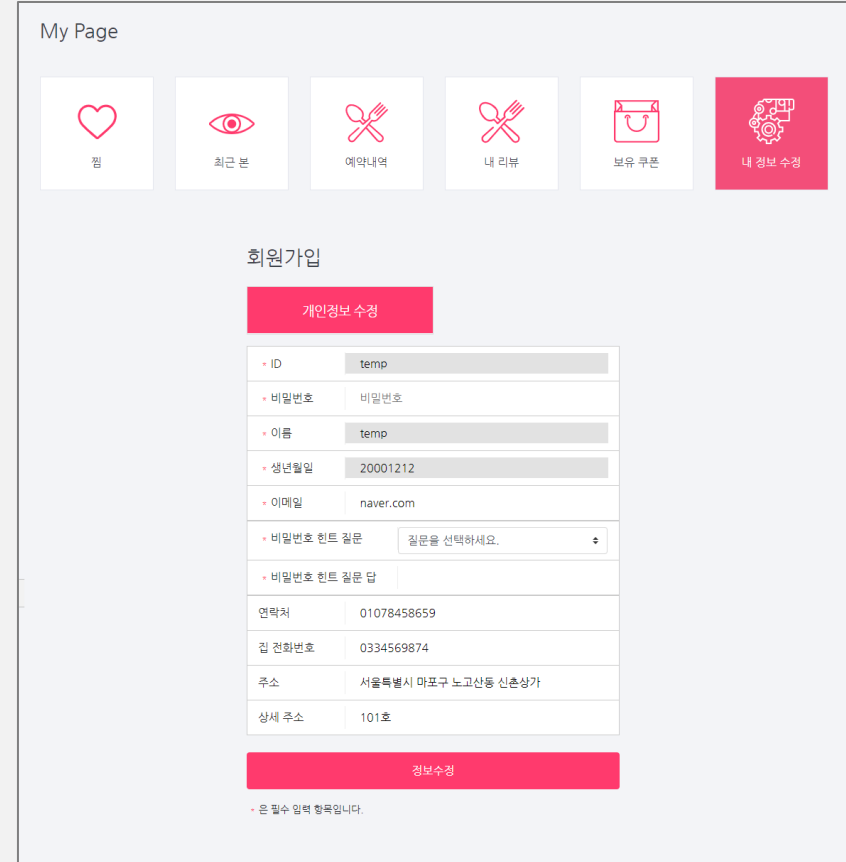 My Page
찜
최근 본
예약내역
내 리뷰
보유 쿠폰
내 정보 수정
회원가입
개인정보 수정
* ID temp
* 비밀번호 비밀번호
* 이름 temp
* 생년월일 20001212
* 이메일 naver.com
* 비밀번호 힌트 질문 질문을 선택하세요.
* 비밀번호 힌트 질문 답
연락처 01078458659
집 전화번호 0334569874
주소 서울특별시 마포구 노고산동 신촌상가
상세 주소 101호
정보수정
* 은 필수 입력 항목입니다.